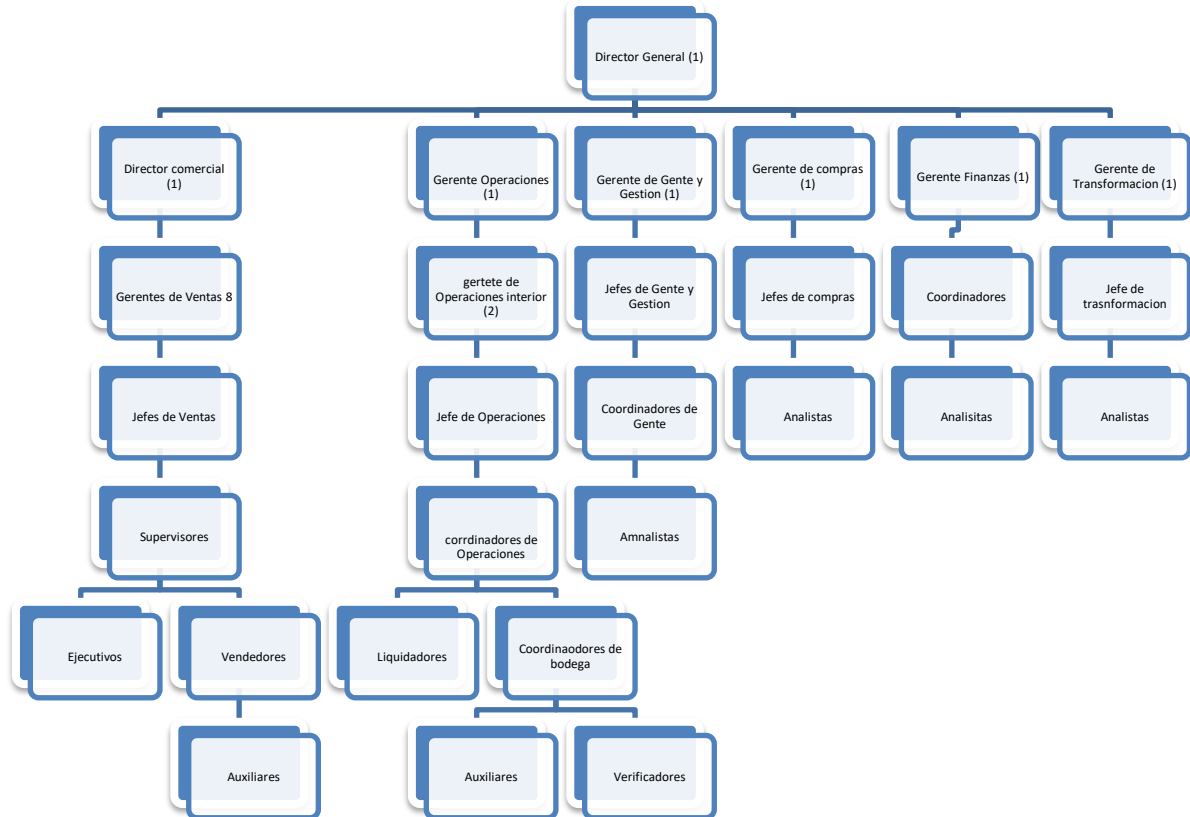 Director General (1)
Director comercial
(1)
Gerente Operaciones
(1)
Gerente de Gente y
Gestion (1)
Gerente de compras
(1)
Gerente Finanzas (1)
Gerente de
Transformacion (1)
Gerentes de Ventas 8
gertete de
Operaciones interior
(2)
Jefes de Gente y
Gestion
Jefes de compras
Coordinadores
Jefe de
trasnformacion
Jefes de Ventas
Jefe de Operaciones
Coordinadores de
Gente
Analistas
Analisitas
Analistas
Supervisores
corrdinadores de
Operaciones
Amnalistas
Ejecutivos
Vendedores
Liquidadores
Coordinaodores de
bodega
Auxiliares
Auxiliares
Verificadores